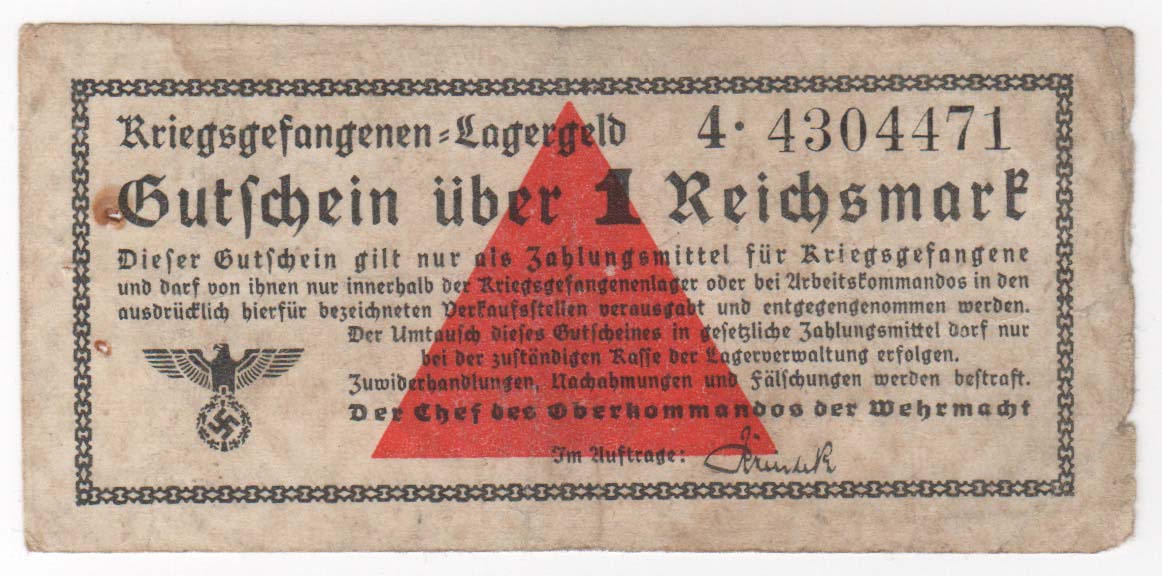 Kriegsgefangenen=Lagergeld 4· 4304471
Gutschein über 1 Reichsmark
Dieser Gutschein gilt nur als Zahlungsmittel für Kriegsgefangene
und darf von ihnen nur innerhalb der Kriegsgefangenenlager oder bei Arbeitskommandos in den
ausdrücklich hierfür bezeichneten Verkaufsstellen verausgabt und entgegengenommen werden.
Der Umtausch dieses Gutscheines in gesetzliche Zahlungsmittel darf nur
bei der zuständigen Kasse der Lagerverwaltung erfolgen.
Zuwiderhandlungen, Nachahmungen und Fälschungen werden bestraft.
Der Chef des Oberkommandos der Wehrmacht
Im Auftrage: